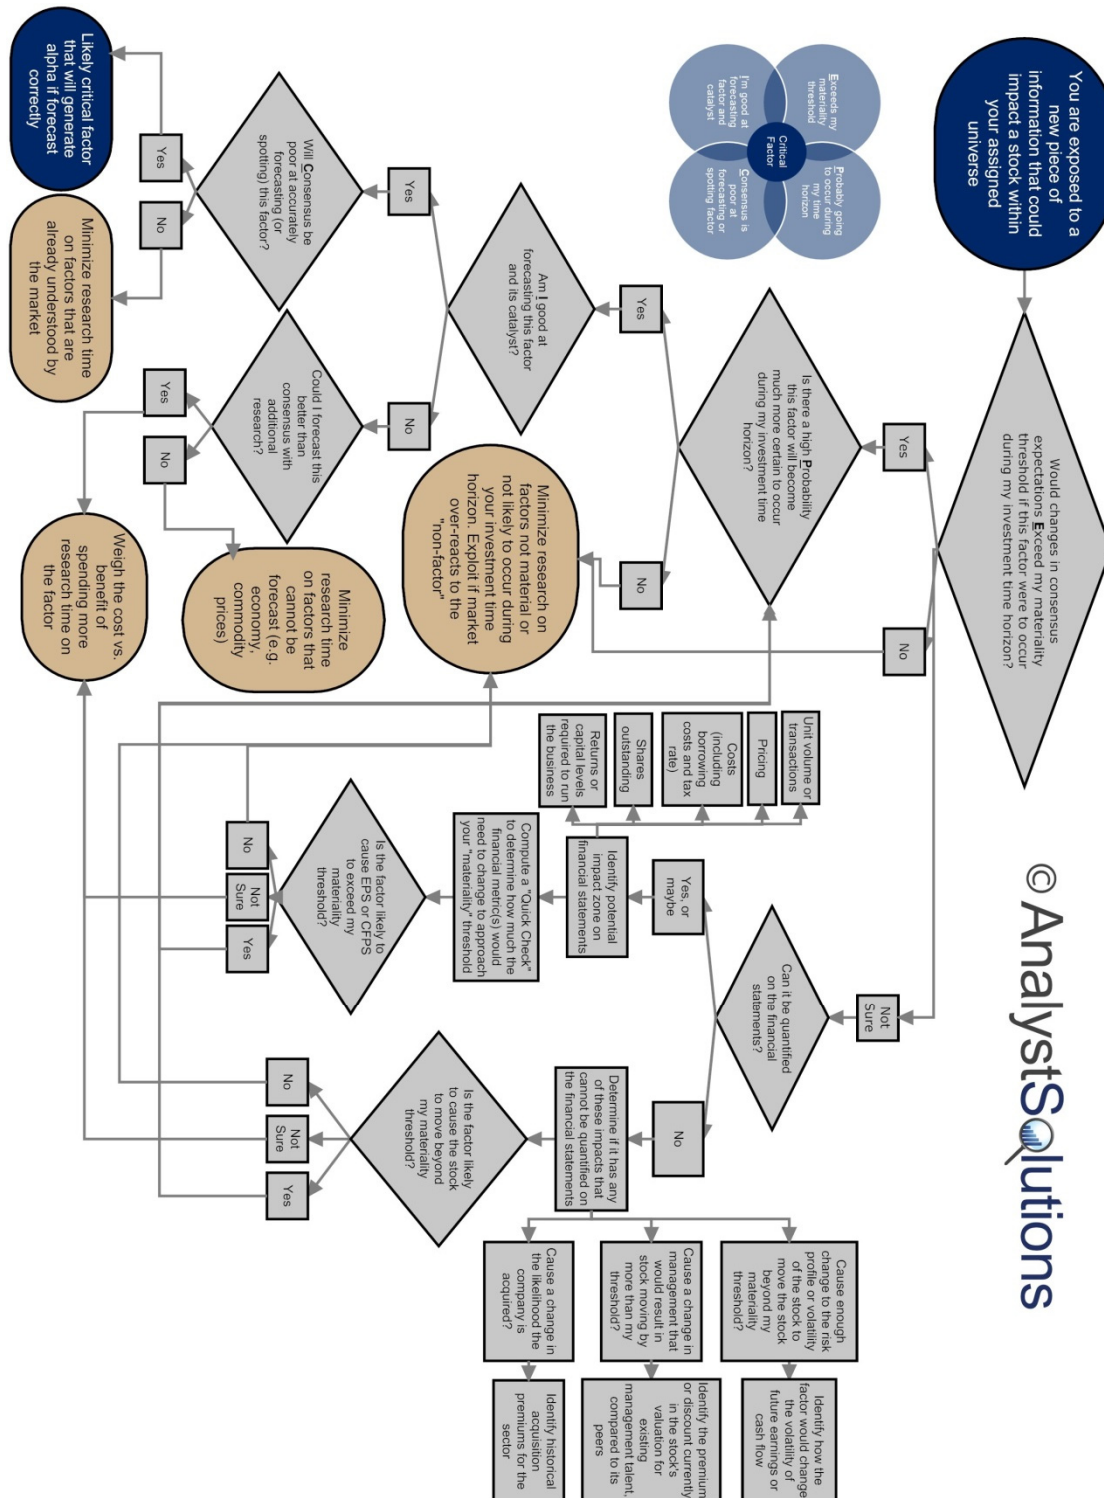 You are exposed to a
new piece of
information that could
impact a stock within
your assigned
universe
Would changes in consensus
expectations Exceed my materiality
threshold if this factor were to occur
during my investment time horizon?
© AnalystSolutions
Exceeds my
materiality
threshold
Probably going
to occur during
my time
horizon
I'm good at
forecasting
factor and
catalyst
Consensus is
poor at
forecasting or
spotting factor
Critical
Factor
Yes
No
Not
Sure
Is there a high Probability
this factor will become
much more certain to occur
during my investment time
horizon?
Can it be quantified
on the financial
statements?
Yes
No
Yes, or
maybe
No
Unit volume or
transactions
Pricing
Costs
(including
borrowing
costs and tax
rate)
Shares
outstanding
Returns or
capital levels
required to run
the business
Identify potential
impact zone on
financial statements
Determine if it has any
of these impacts that
cannot be quantified on
the financial statements
Cause enough
change to the risk
profile or volatility
of the stock to
move the stock
beyond my
materiality
threshold?
Identify how the
factor would change
the volatility of
future earnings or
cash flow
Cause a change in
management that
would result in
stock moving by
more than my
threshold?
Identify the premium
or discount currently
in the stock's
valuation for
existing
management talent,
compared to its
peers
Cause a change in
the likelihood the
company is
acquired?
Identify historical
acquisition
premiums for the
sector
Am I good at
forecasting this factor
and its catalyst?
Minimize research on
factors not material or
not likely to occur during
your investment time
horizon. Exploit if market
over-reacts to the
"non-factor"
Compute a "Quick Check"
to determine how much the
financial metric(s) would
need to change to approach
your "materiality" threshold
Yes
No
Is the factor likely to
cause EPS or CFPS
to exceed my
materiality
threshold?
Is the factor likely
to cause the stock
to move beyond
my materiality
threshold?
Will Consensus be
poor at accurately
forecasting (or
spotting) this factor?
Could I forecast this
better than
consensus with
additional
research?
No
Not
Sure
Yes
No
Not
Sure
Yes
Yes
No
Yes
No
Minimize
research time
on factors that
cannot be
forecast (e.g.
economy,
commodity
prices)
Likely critical factor
that will generate
alpha if forecast
correctly
Minimize research time
on factors that are
already understood by
the market
Weigh the cost vs.
benefit of
spending more
research time on
the factor